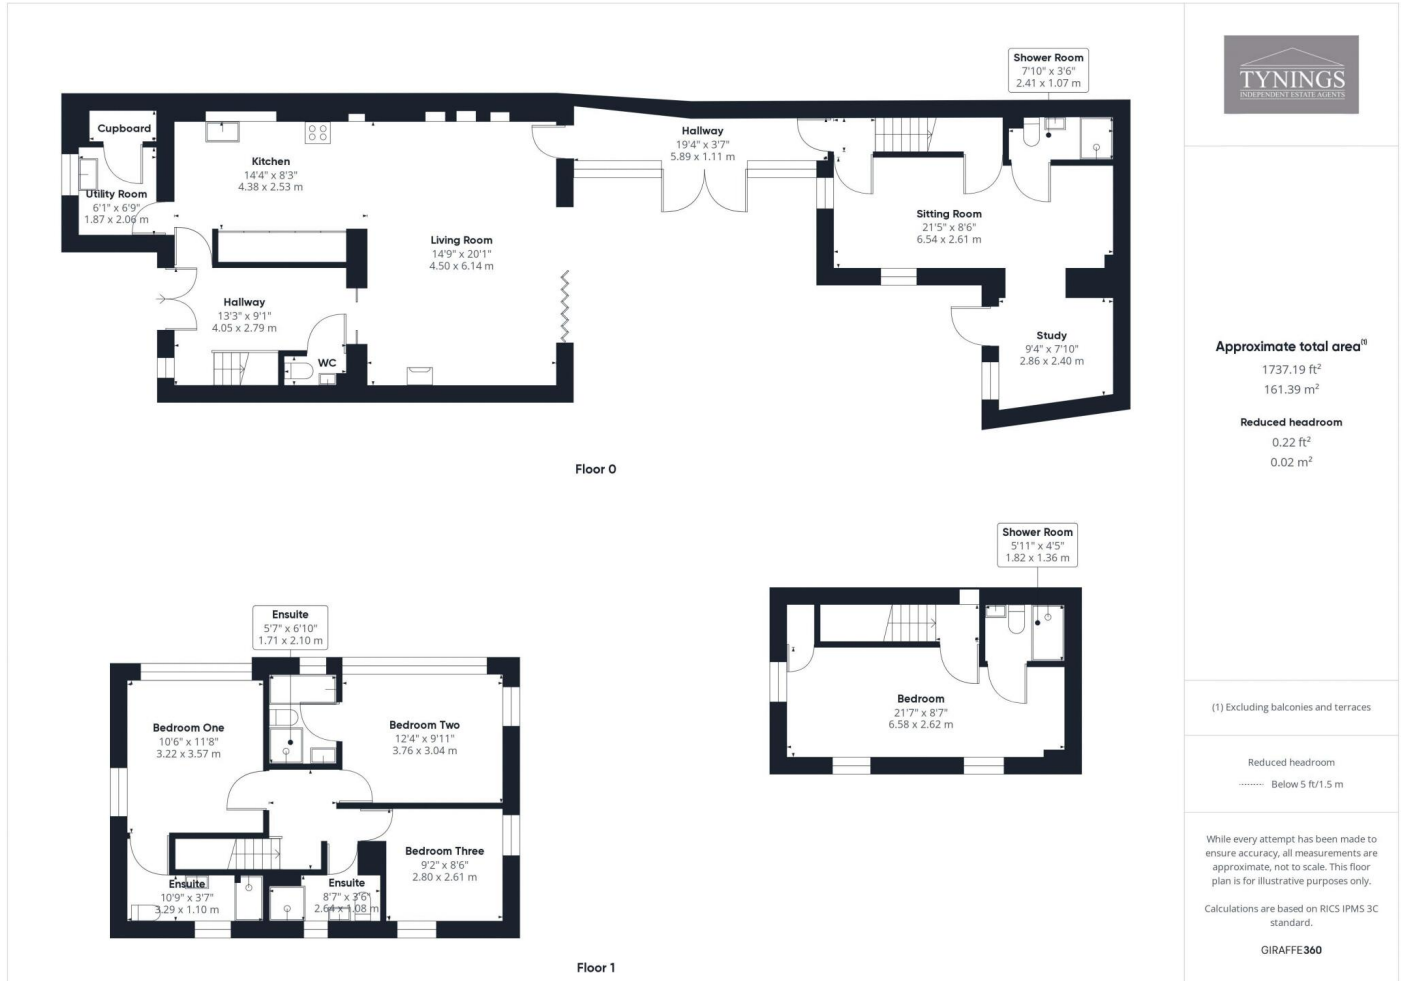 Shower Room
7'10" x 3'6"
2.41 x 1.07 m
Cupboard
Hallway
19'4" x 3'7"
5.89 x 1.11 m
Kitchen
14'4" x 8'3"
4.38 x 2.53 m
Utility Room
6'1" x 6'9"
1.87 x 2.06 m
Living Room
14'9" x 20'1"
4.50 x 6.14 m
Sitting Room
21'5" x 8'6"
6.54 x 2.61 m
Hallway
13'3" x 9'1"
4.05 x 2.79 m
WC
Study
9'4" x 7'10"
2.86 x 2.40 m
Floor 0
Shower Room
5'11" x 4'5"
1.82 x 1.36 m
Ensuite
5'7" x 6'10"
1.71 x 2.10 m
Bedroom One
10'6" x 11'8"
3.22 x 3.57 m
Bedroom Two
12'4" x 9'11"
3.76 x 3.04 m
Bedroom
21'7" x 8'7"
6.58 x 2.62 m
Bedroom Three
9'2" x 8'6"
2.80 x 2.61 m
Ensuite
10'9" x 3'7"
3.29 x 1.10 m
Ensuite
8'7" x 3'6"
2.64 x 1.08 m
Floor 1
TYNINGS
INDEPENDENT ESTATE AGENTS
Approximate total area(1)
1737.19 ft²
161.39 m²
Reduced headroom
0.22 ft²
0.02 m²
(1) Excluding balconies and terraces
Reduced headroom
Below 5 ft/1.5 m
While every attempt has been made to
ensure accuracy, all measurements are
approximate, not to scale. This floor
plan is for illustrative purposes only.
Calculations are based on RICS IPMS 3C
standard.
GIRAFFE360